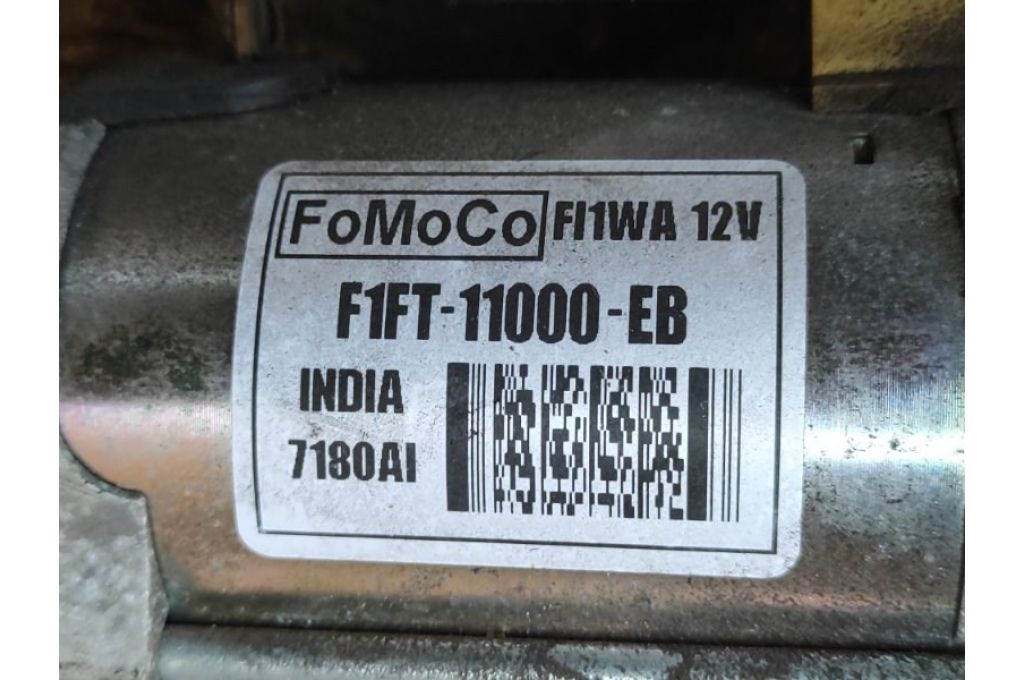 FoMoCo FI1WA 12V
F1FT-11000-EB
INDIA
7180AI